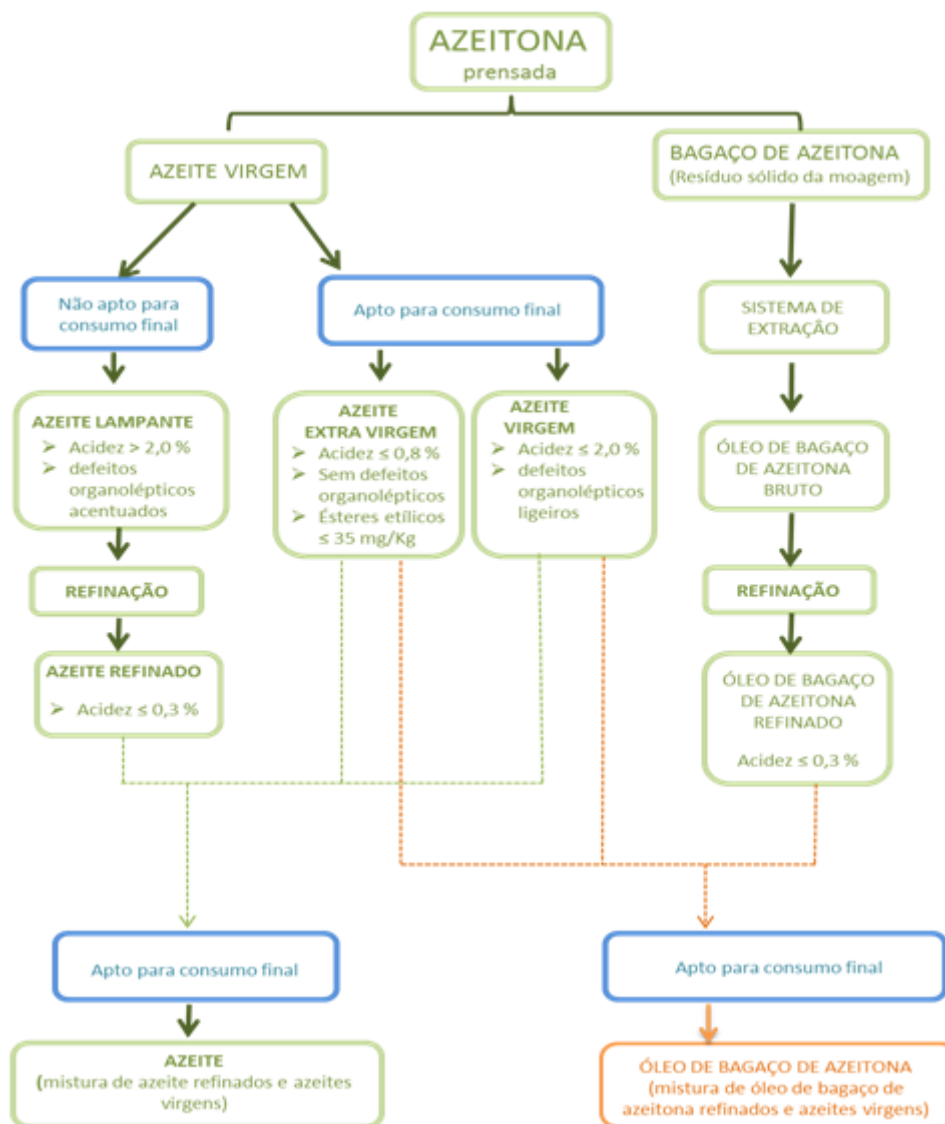 AZEITONA
prensada
AZEITE VIRGEM
BAGAÇO DE AZEITONA
(Resíduo sólido da moagem)
Não apto para
consumo final
Apto para consumo final
SISTEMA DE
EXTRAÇÃO
AZEITE LAMPANTE
➢ Acidez > 2,0 %
➢ defeitos
organolépticos
acentuados
AZEITE
EXTRA VIRGEM
➢ Acidez ≤ 0,8 %
➢ Sem defeitos
organolépticos
➢ Ésteres etílicos
≤ 35 mg/Kg
AZEITE
VIRGEM
➢ Acidez ≤ 2,0 %
➢ defeitos
organolépticos
ligeiros
ÓLEO DE BAGAÇO
DE AZEITONA
BRUTO
REFINAÇÃO
REFINAÇÃO
AZEITE REFINADO
➢ Acidez ≤ 0,3 %
ÓLEO DE BAGAÇO
DE AZEITONA
REFINADO
Acidez ≤ 0,3 %
Apto para consumo final
Apto para consumo final
AZEITE
(mistura de azeite refinados e azeites
virgens)
ÓLEO DE BAGAÇO DE AZEITONA
(mistura de óleo de bagaço de
azeitona refinados e azeites virgens)